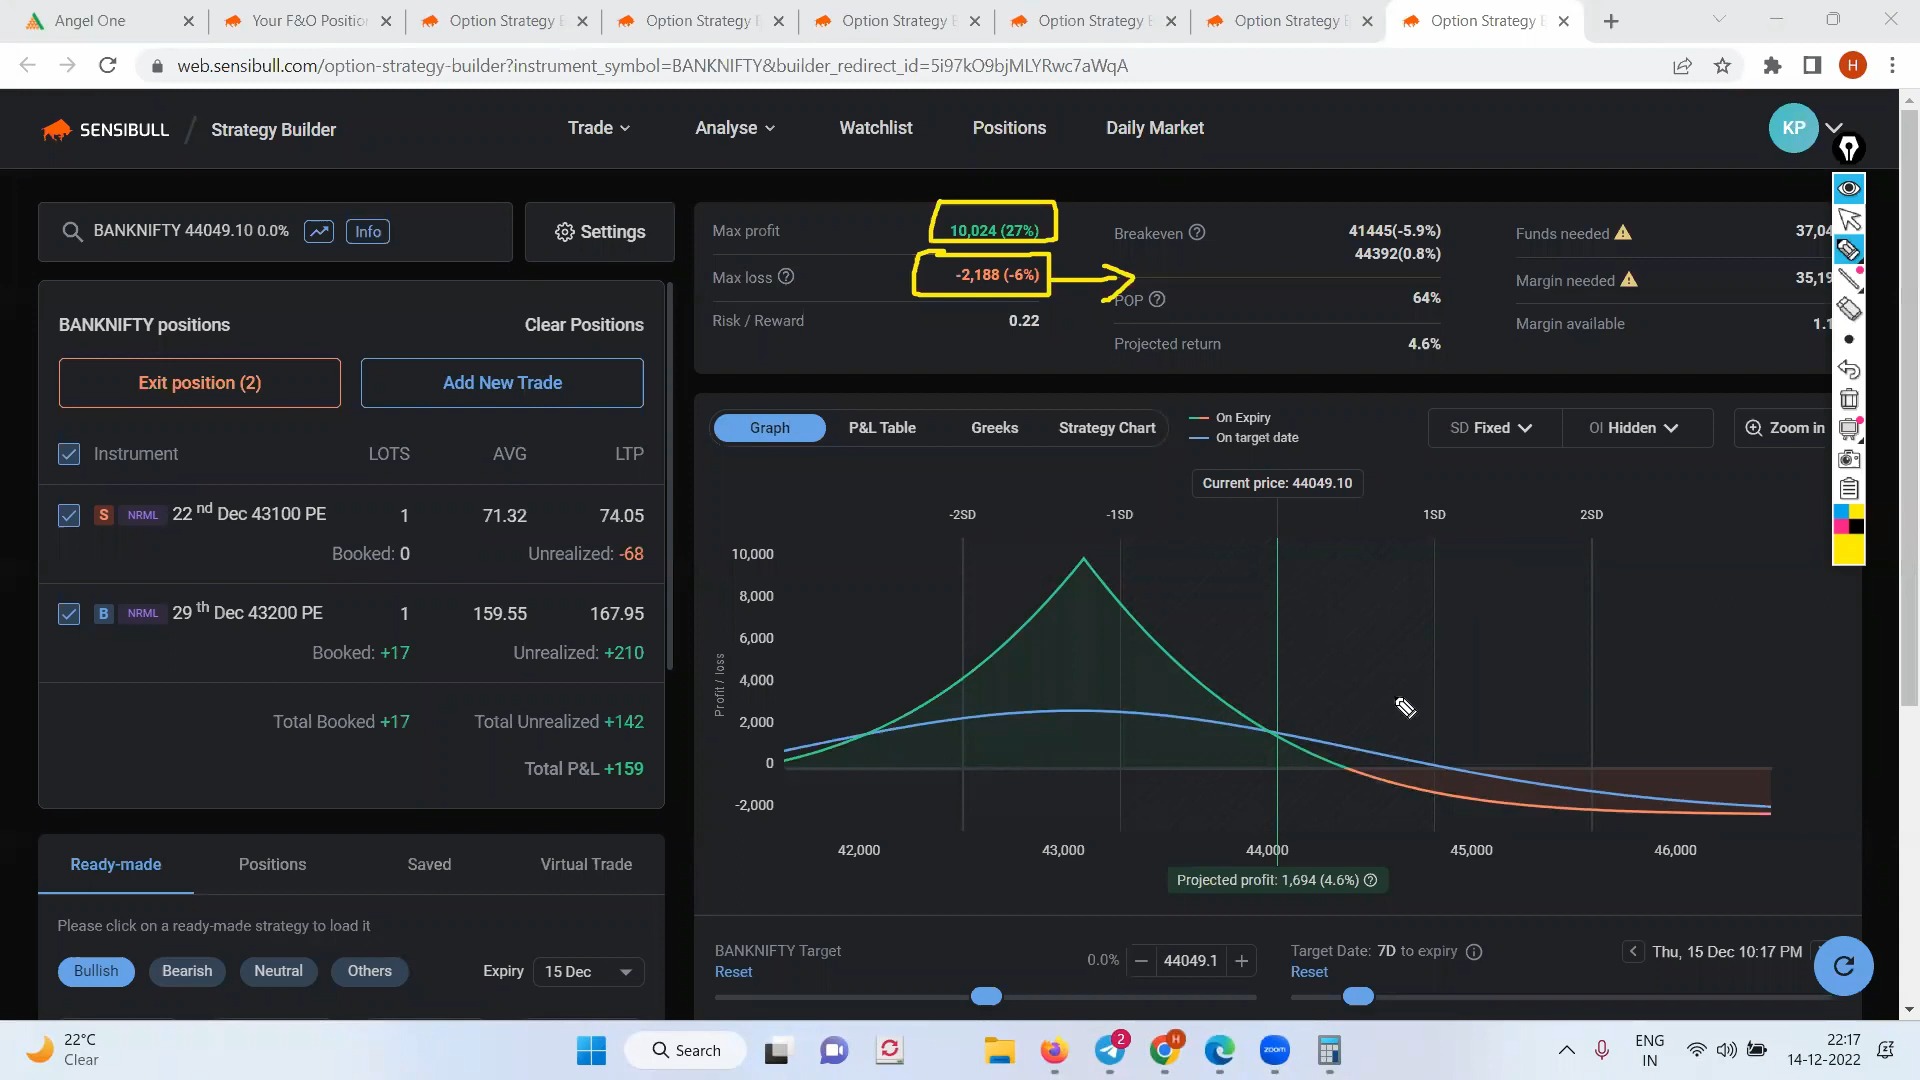 Angel One
Your F&O Position
Option Strategy B
Option Strategy
Option Strategy B
Option Strategy B
Option Strategy B
Option Strategy B
web.sensibull.com/option-strategy-builder?instrument_symbol=BANKNIFTY&builder_redirect_id=5i97kO9bjMLYRwc7aWqA
H
SENSIBULL / Strategy Builder
Trade
Analyse
Watchlist
Positions
Daily Market
KP
BANKNIFTY 44049.10 0.0%
Info
Settings
Max profit 10,024 (27%)
Max loss -2,188 (-6%)
Risk / Reward 0.22
Breakeven 41445(-5.9%)
44392(0.8%)
POP 64%
Projected return 4.6%
Funds needed 37,04
Margin needed 35,19
Margin available 1.1
BANKNIFTY positions Clear Positions
Exit position (2) Add New Trade
Instrument LOTS AVG LTP
S NRML 22 nd Dec 43100 PE 1 71.32 74.05
Booked: 0 Unrealized: -68
B NRML 29 th Dec 43200 PE 1 159.55 167.95
Booked: +17 Unrealized: +210
Total Booked +17 Total Unrealized +142
Total P&L +159
Ready-made Positions Saved Virtual Trade
Please click on a ready-made strategy to load it
Bullish Bearish Neutral Others Expiry 15 Dec
Graph P&L Table Greeks Strategy Chart
On Expiry
On target date
SD Fixed OI Hidden Zoom in
Current price: 44049.10
-2SD -1SD 1SD 2SD
10,000
8,000
6,000
4,000
2,000
0
-2,000
Profit / loss
42,000 43,000 44,000 45,000 46,000
Projected profit: 1,694 (4.6%)
BANKNIFTY Target
Reset
0.0% − 44049.1 +
Target Date: 7D to expiry
Reset
Thu, 15 Dec 10:17 PM
22°C
Clear
Search
2
H
zoom
ENG
IN
22:17
14-12-2022